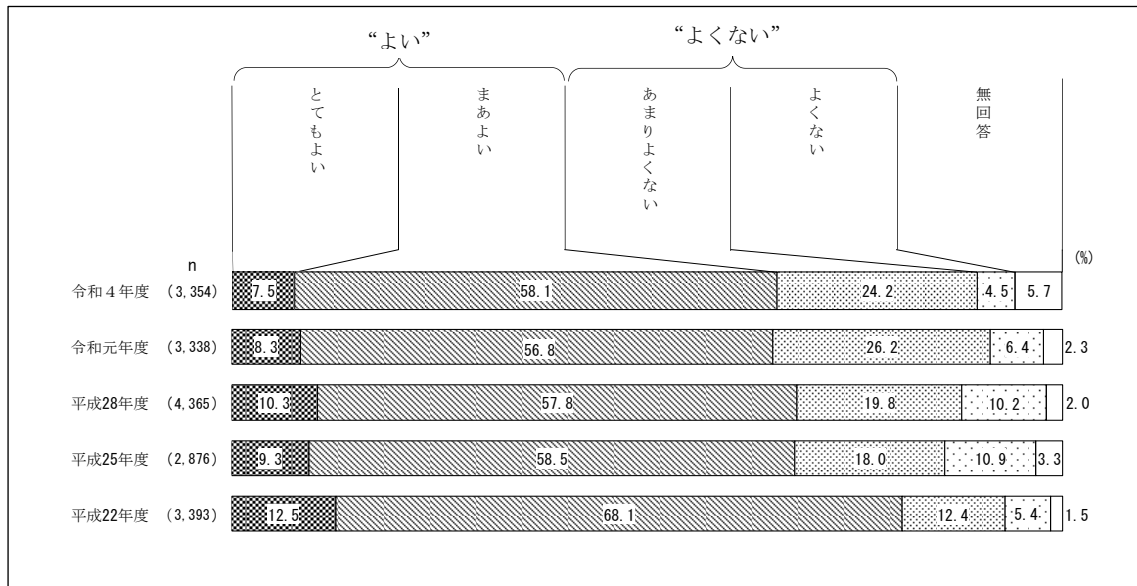 “よい” “よくない”
とてもよい
まあよい
あまりよくない
よくない
無回答
n (%)
令和４年度 (3,354) 7.5 58.1 24.2 4.5 5.7
令和元年度 (3,338) 8.3 56.8 26.2 6.4 2.3
平成28年度 (4,365) 10.3 57.8 19.8 10.2 2.0
平成25年度 (2,876) 9.3 58.5 18.0 10.9 3.3
平成22年度 (3,393) 12.5 68.1 12.4 5.4 1.5